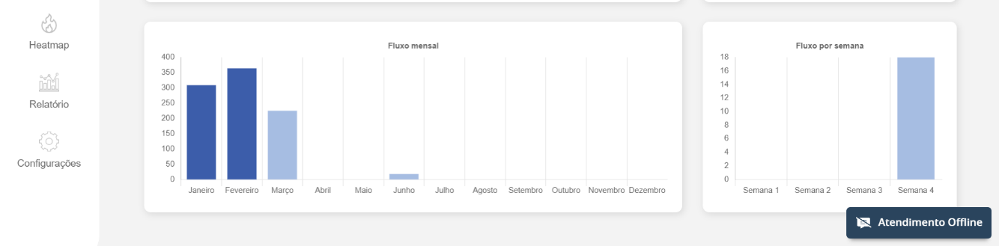 Heatmap
Relatório
Configurações
Fluxo mensal
400
350
300
250
200
150
100
50
0
Janeiro Fevereiro Março Abril Maio Junho Julho Agosto Setembro Outubro Novembro Dezembro
Fluxo por semana
18
16
14
12
10
8
6
4
2
0
Semana 1 Semana 2 Semana 3 Semana 4
Atendimento Offline